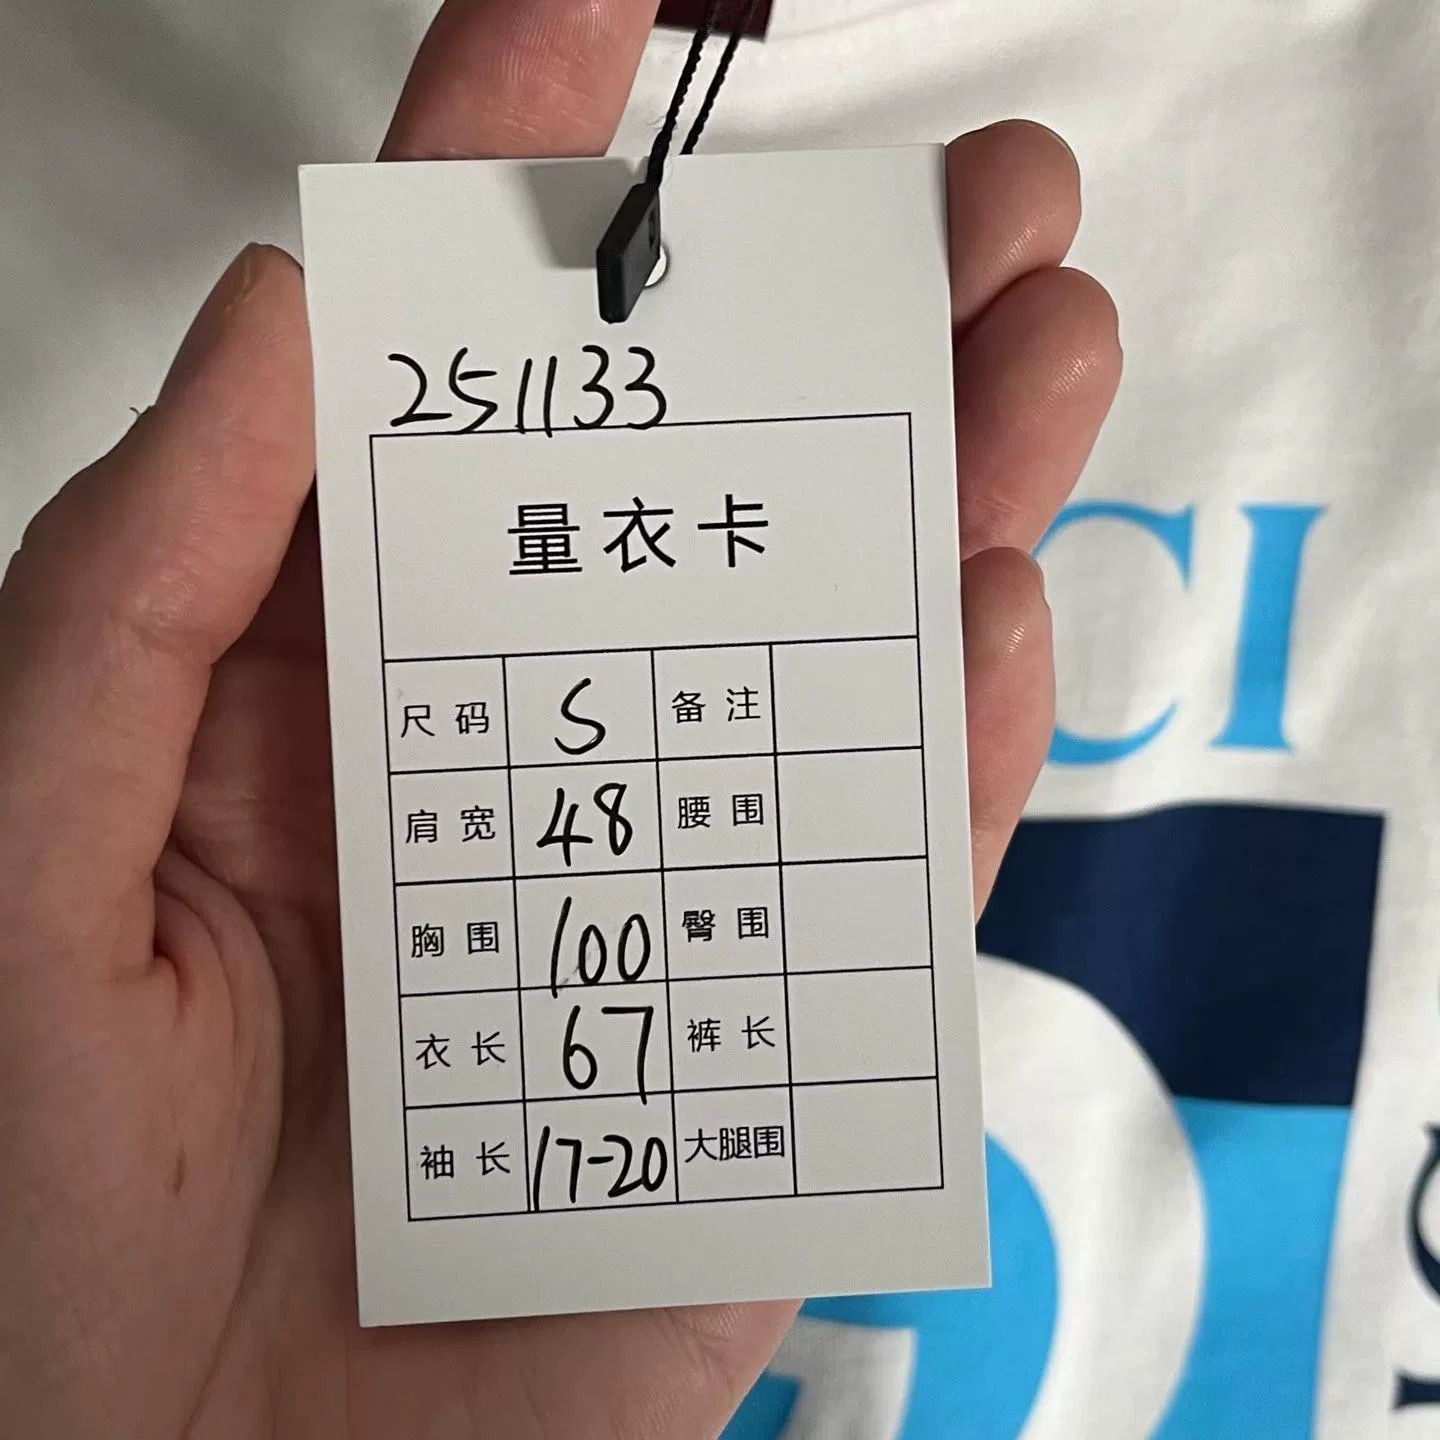 251133
量衣卡
尺码 S 备注
肩宽 48 腰围
胸围 100 臀围
衣长 67 裤长
袖长 17-20 大腿围
CI